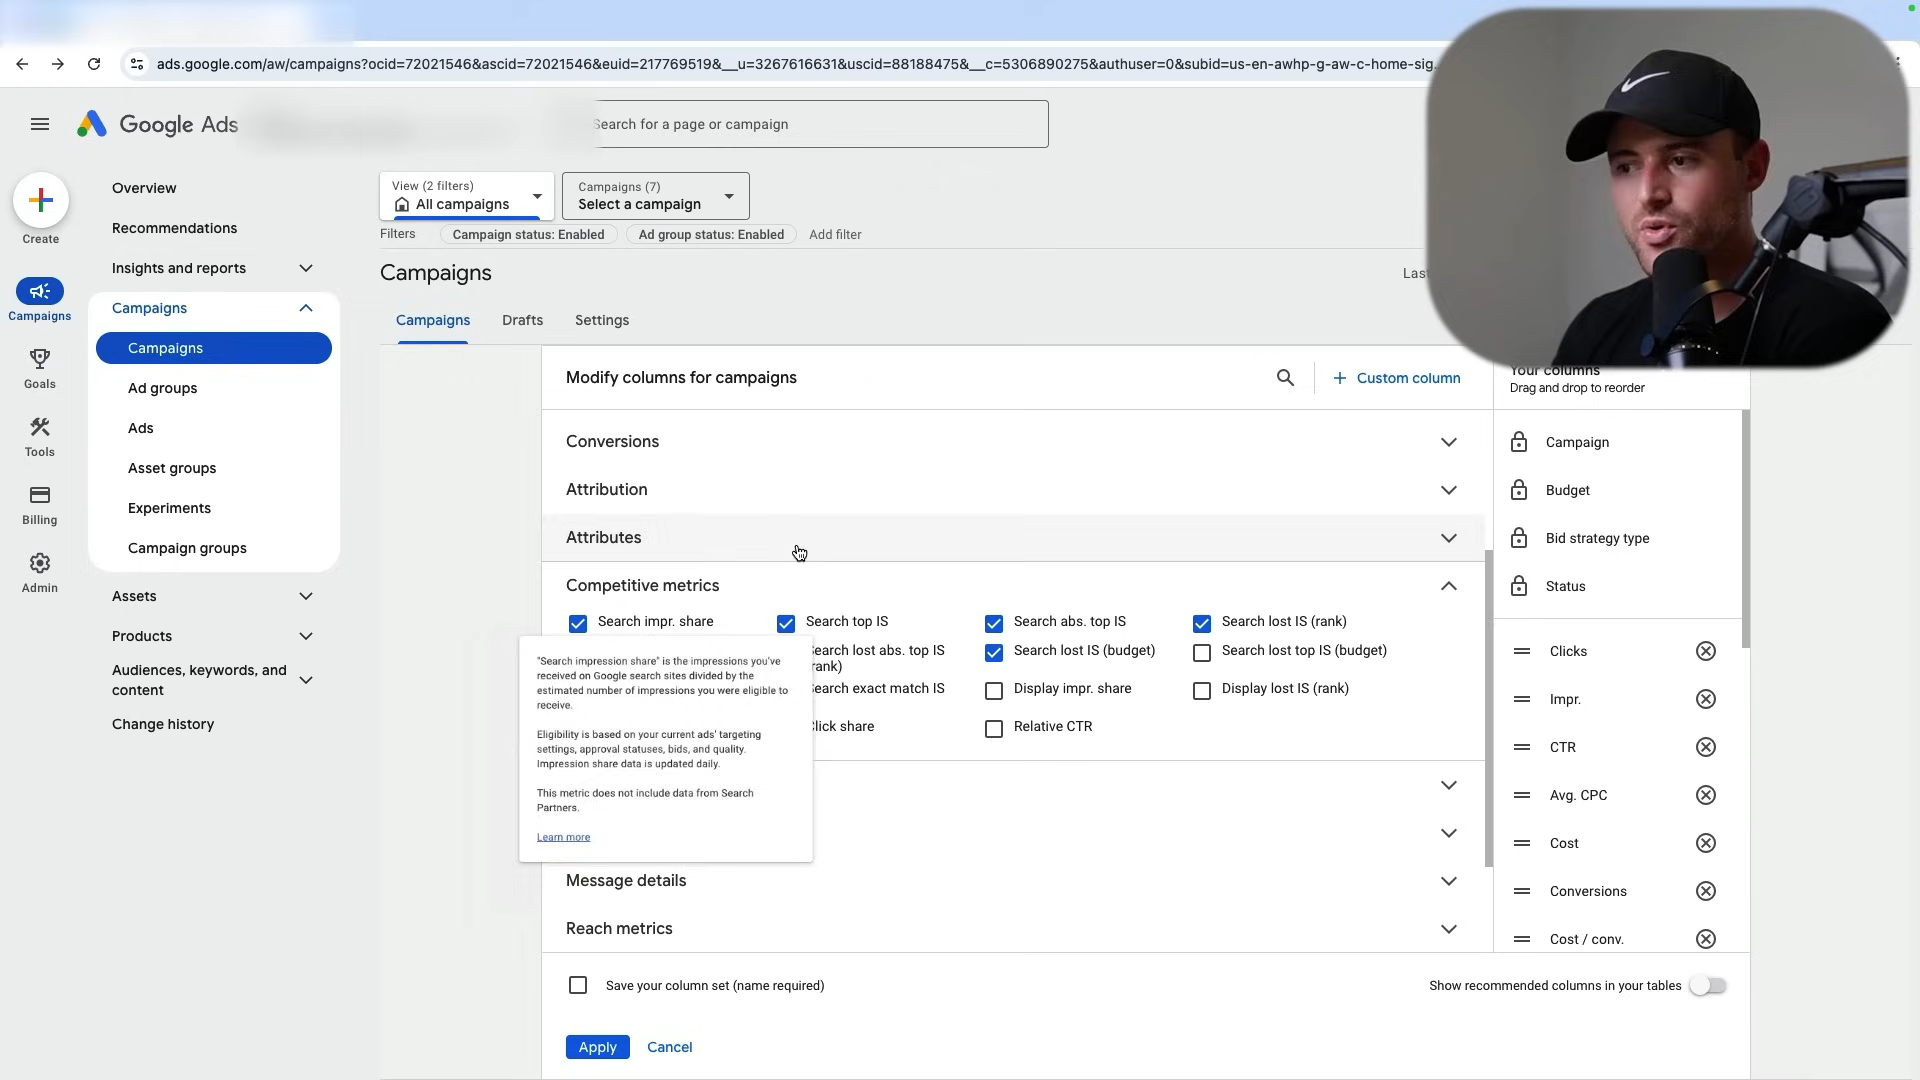 ads.google.com/aw/campaigns?ocid=72021546&ascid=72021546&euid=217769519&__u=3267616631&uscid=88188475&__c=5306890275&authuser=0&subid=us-en-awhp-g-aw-c-home-sig...
Google Ads
Search for a page or campaign
Create
Campaigns
Goals
Tools
Billing
Admin
Overview
Recommendations
Insights and reports
Campaigns
Campaigns
Ad groups
Ads
Asset groups
Experiments
Campaign groups
Assets
Products
Audiences, keywords, and
content
Change history
View (2 filters)
All campaigns
Campaigns (7)
Select a campaign
Filters
Campaign status: Enabled
Ad group status: Enabled
Add filter
Campaigns
Las
Campaigns
Drafts
Settings
Modify columns for campaigns
+ Custom column
Conversions
Attribution
Attributes
Competitive metrics
Search impr. share
Search top IS
Search abs. top IS
Search lost IS (rank)
Search lost abs. top IS
rank)
Search lost IS (budget)
Search lost top IS (budget)
Search exact match IS
Display impr. share
Display lost IS (rank)
Click share
Relative CTR
"Search impression share" is the impressions you've
received on Google search sites divided by the
estimated number of impressions you were eligible to
receive.
Eligibility is based on your current ads' targeting
settings, approval statuses, bids, and quality.
Impression share data is updated daily.
This metric does not include data from Search
Partners.
Learn more
Message details
Reach metrics
Your columns
Drag and drop to reorder
Campaign
Budget
Bid strategy type
Status
Clicks
Impr.
CTR
Avg. CPC
Cost
Conversions
Cost / conv.
Save your column set (name required)
Show recommended columns in your tables
Apply
Cancel